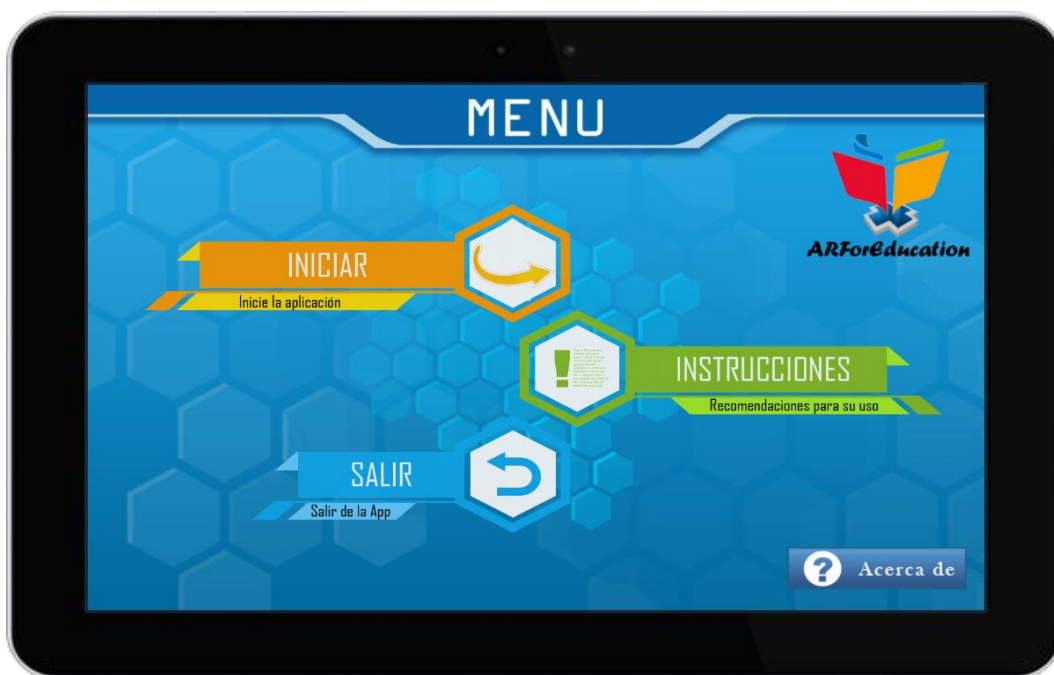 MENU
ARForEducation
INICIAR
Inicie la aplicación
INSTRUCCIONES
Recomendaciones para su uso
SALIR
Salir de la App
? Acerca de